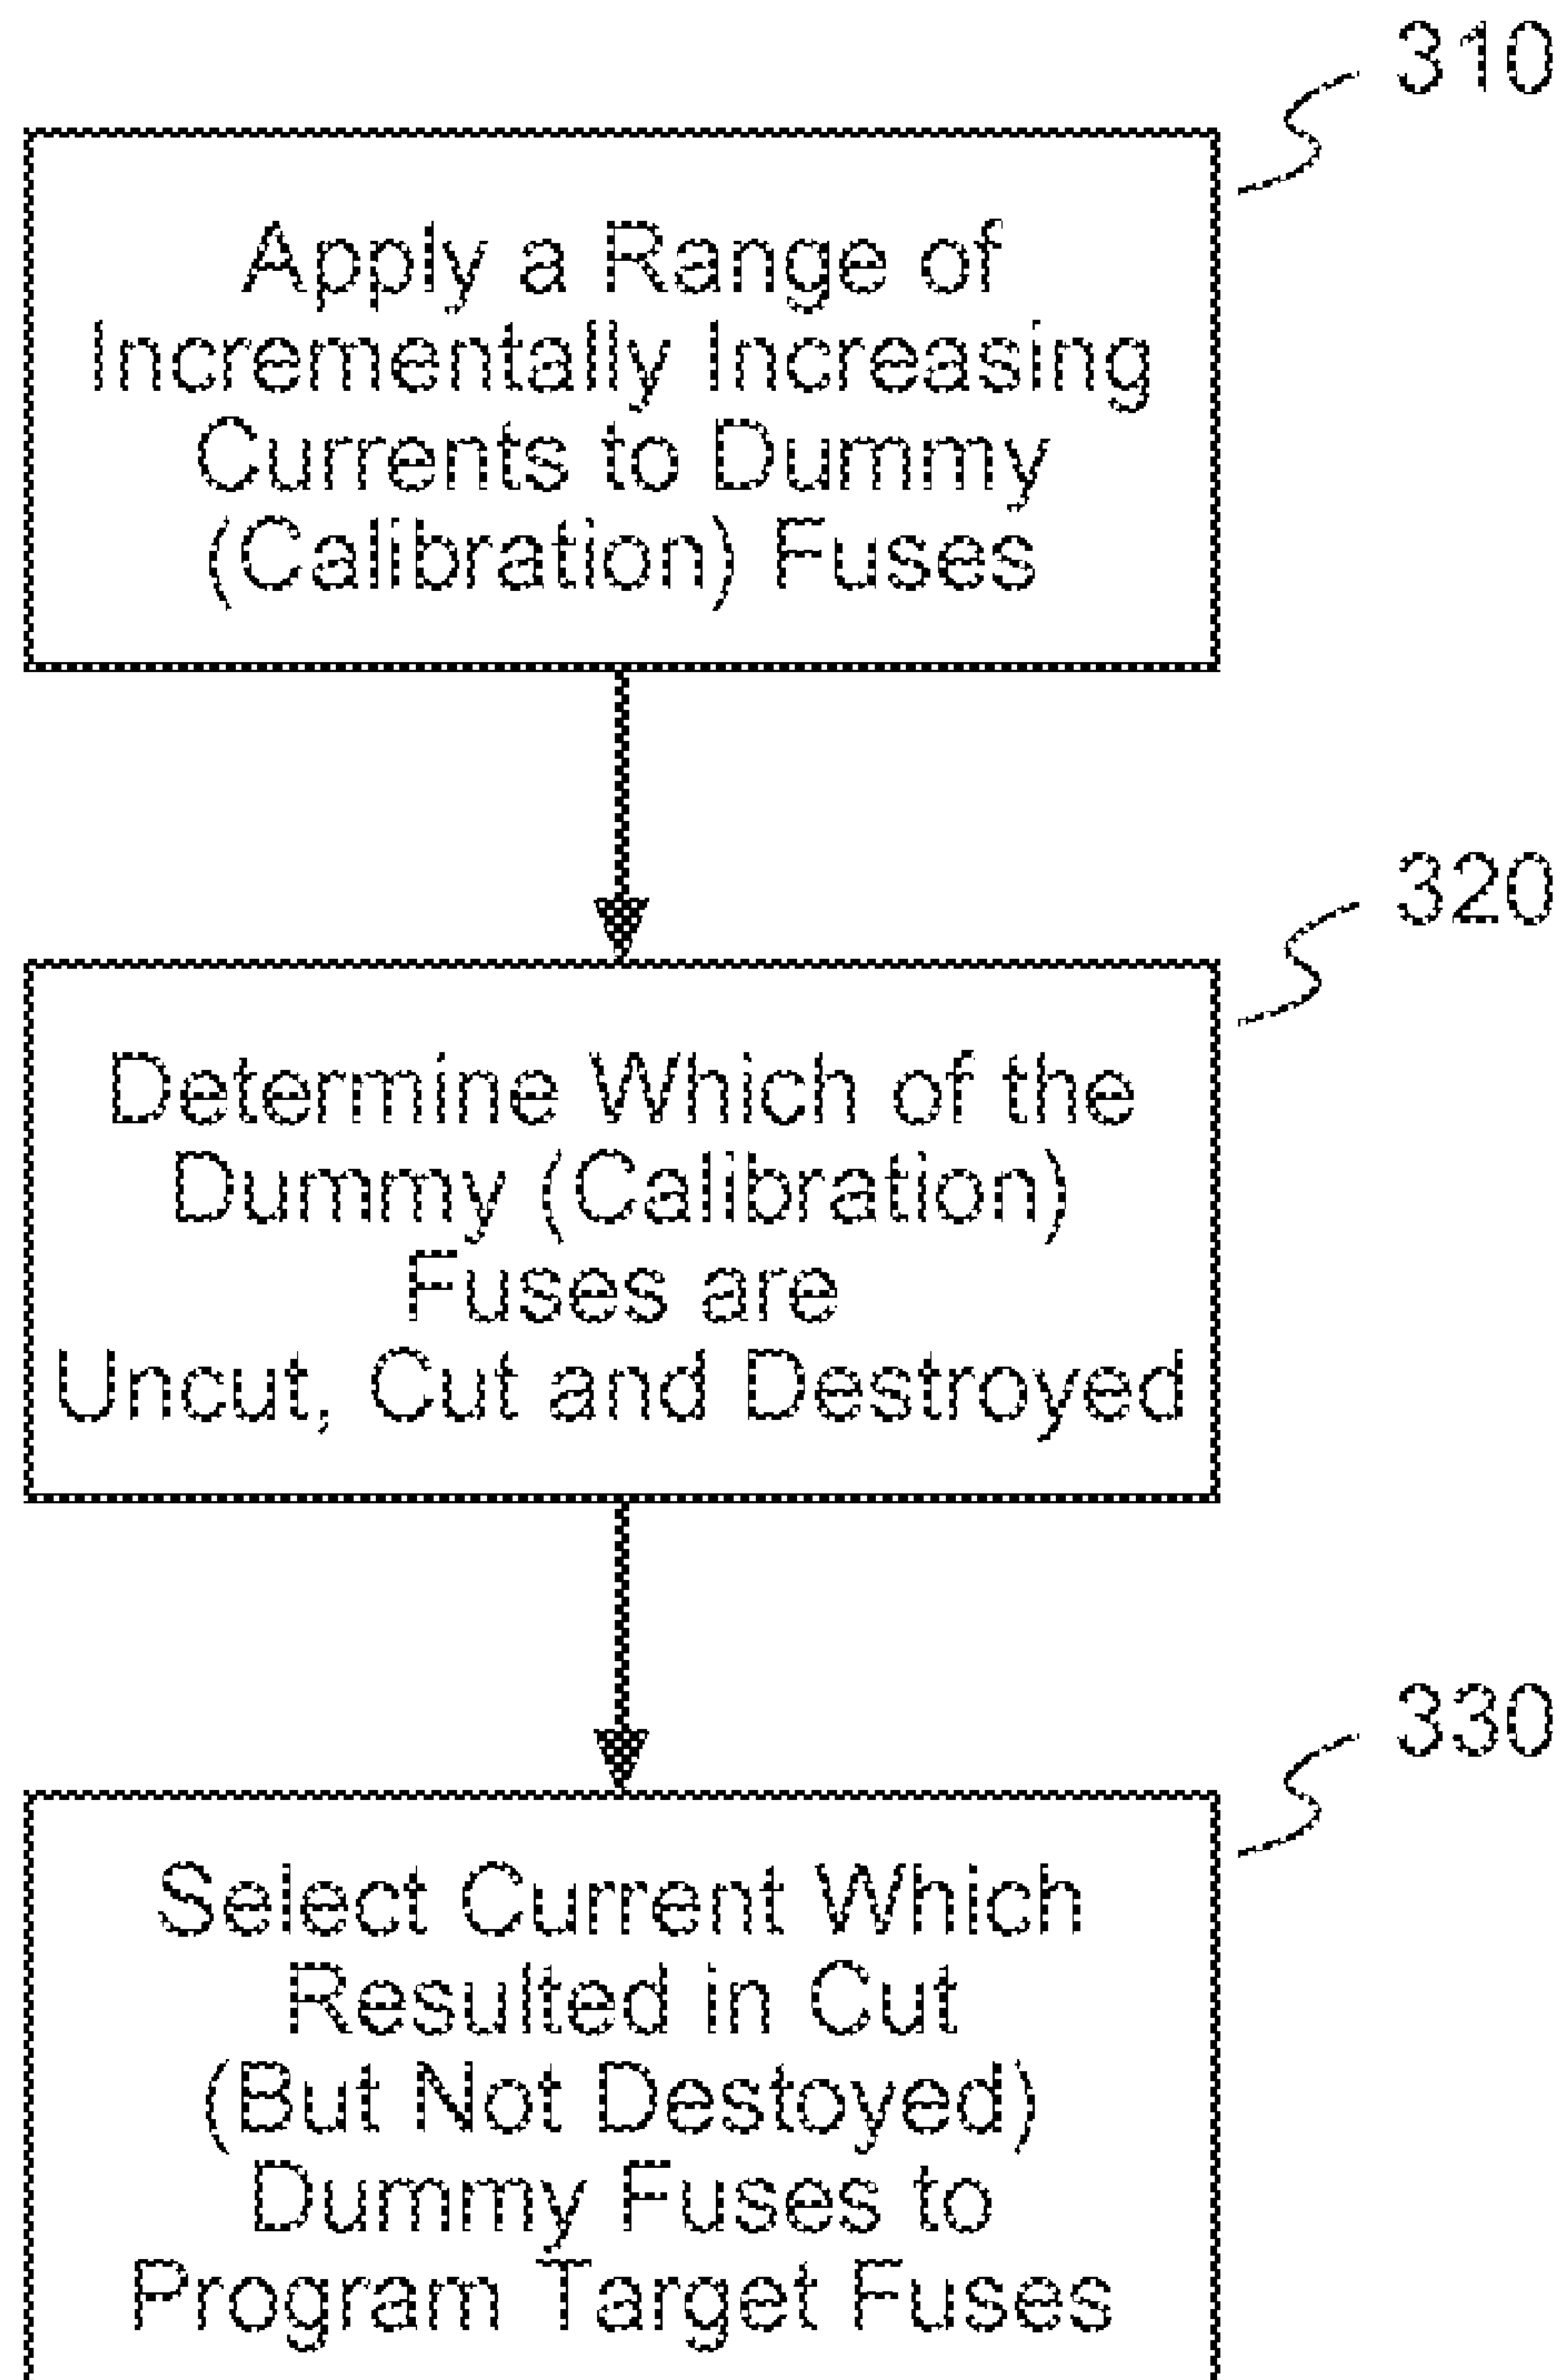 310
Apply a Range of
Incrementally Increasing
Currents to Dummy
(Calibration) Fuses
320
Determine Which of the
Dummy (Calibration)
Fuses are
Uncut, Cut and Destroyed
330
Select Current Which
Resulted in Cut
(But Not Destoyed)
Dummy Fuses to
Program Target Fuses